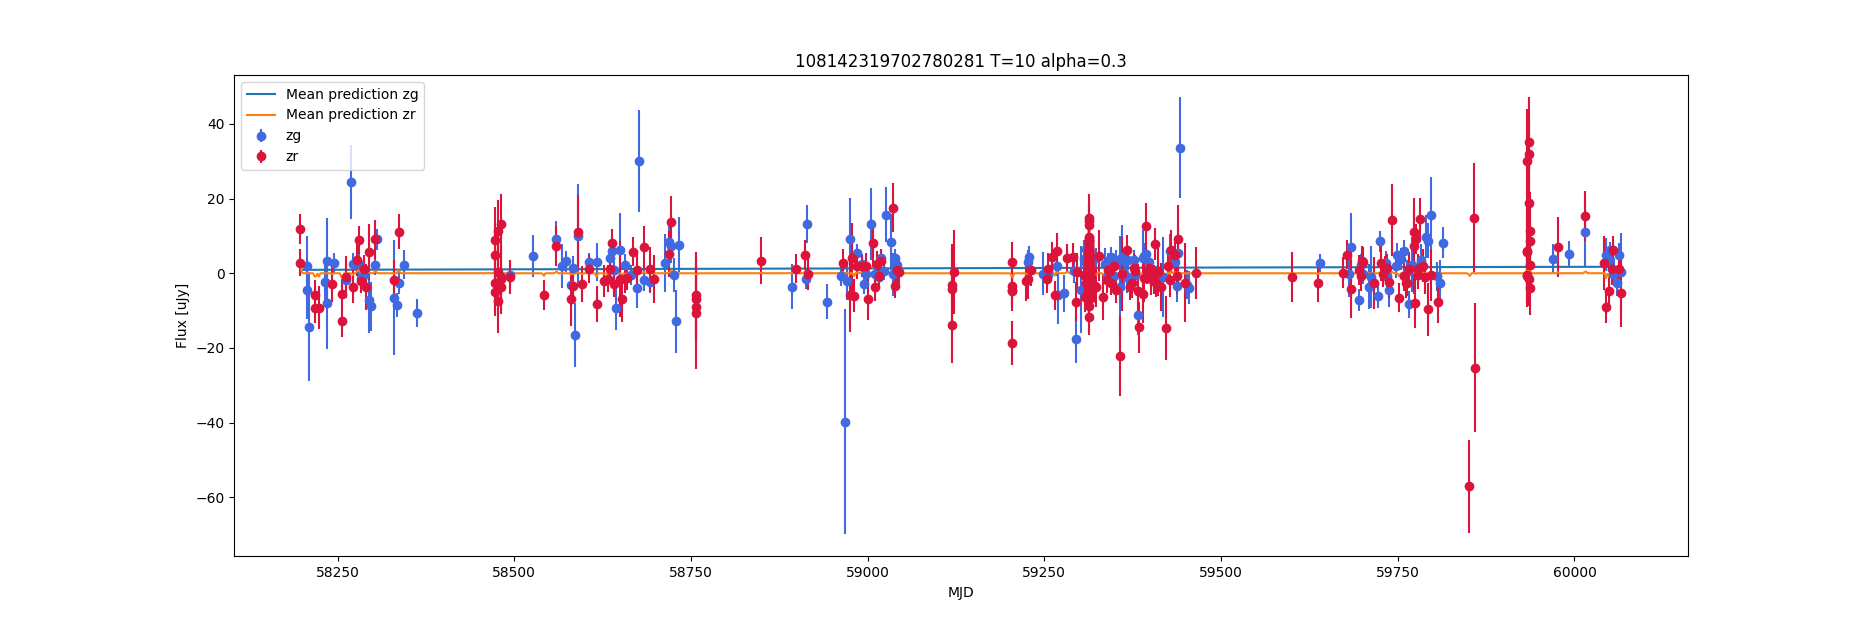 108142319702780281 T=10 alpha=0.3
Mean prediction zg
Mean prediction zr
zg
zr
Flux [uJy]
40
20
0
−20
−40
−60
58250 58500 58750 59000 59250 59500 59750 60000
MJD